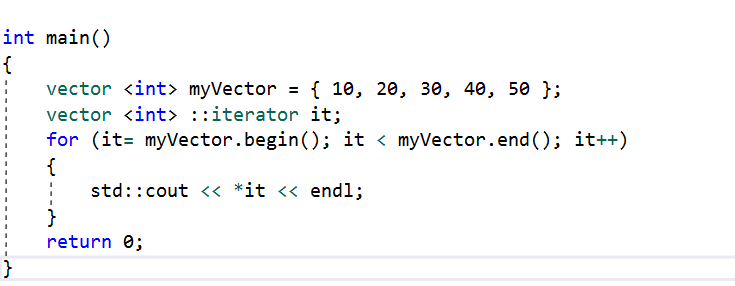 int main()
{
vector <int> myVector = { 10, 20, 30, 40, 50 };
vector <int> ::iterator it;
for (it= myVector.begin(); it < myVector.end(); it++)
{
std::cout << *it << endl;
}
return 0;
}